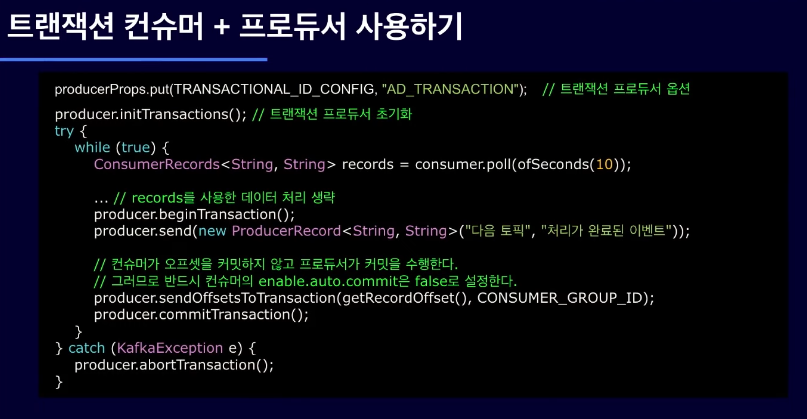 트랜잭션 컨슈머 + 프로듀서 사용하기
producerProps.put(TRANSACTIONAL_ID_CONFIG, "AD_TRANSACTION"); // 트랜잭션 프로듀서 옵션
producer.initTransactions(); // 트랜잭션 프로듀서 초기화
try {
while (true) {
ConsumerRecords<String, String> records = consumer.poll(ofSeconds(10));
... // records를 사용한 데이터 처리 생략
producer.beginTransaction();
producer.send(new ProducerRecord<String, String>("다음 토픽", "처리가 완료된 이벤트"));
// 컨슈머가 오프셋을 커밋하지 않고 프로듀서가 커밋을 수행한다.
// 그러므로 반드시 컨슈머의 enable.auto.commit은 false로 설정한다.
producer.sendOffsetsToTransaction(getRecordOffset(), CONSUMER_GROUP_ID);
producer.commitTransaction();
}
} catch (KafkaException e) {
producer.abortTransaction();
}